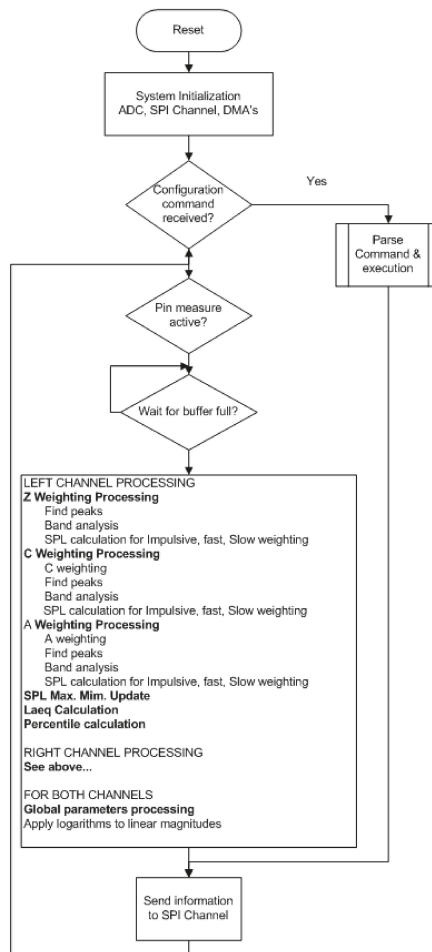 Reset
System Initialization
ADC, SPI Channel, DMA's
Configuration
command
received?
Yes
Parse
Command &
execution
Pin measure
active?
Wait for buffer full?
LEFT CHANNEL PROCESSING
Z Weighting Processing
Find peaks
Band analysis
SPL calculation for Impulsive, fast, Slow weighting
C Weighting Processing
C weighting
Find peaks
Band analysis
SPL calculation for Impulsive, fast, Slow weighting
A Weighting Processing
A weighting
Find peaks
Band analysis
SPL calculation for Impulsive, fast, Slow weighting
SPL Max. Mim. Update
Laeq Calculation
Percentile calculation
RIGHT CHANNEL PROCESSING
See above...
FOR BOTH CHANNELS
Global parameters processing
Apply logarithms to linear magnitudes
Send information
to SPI Channel